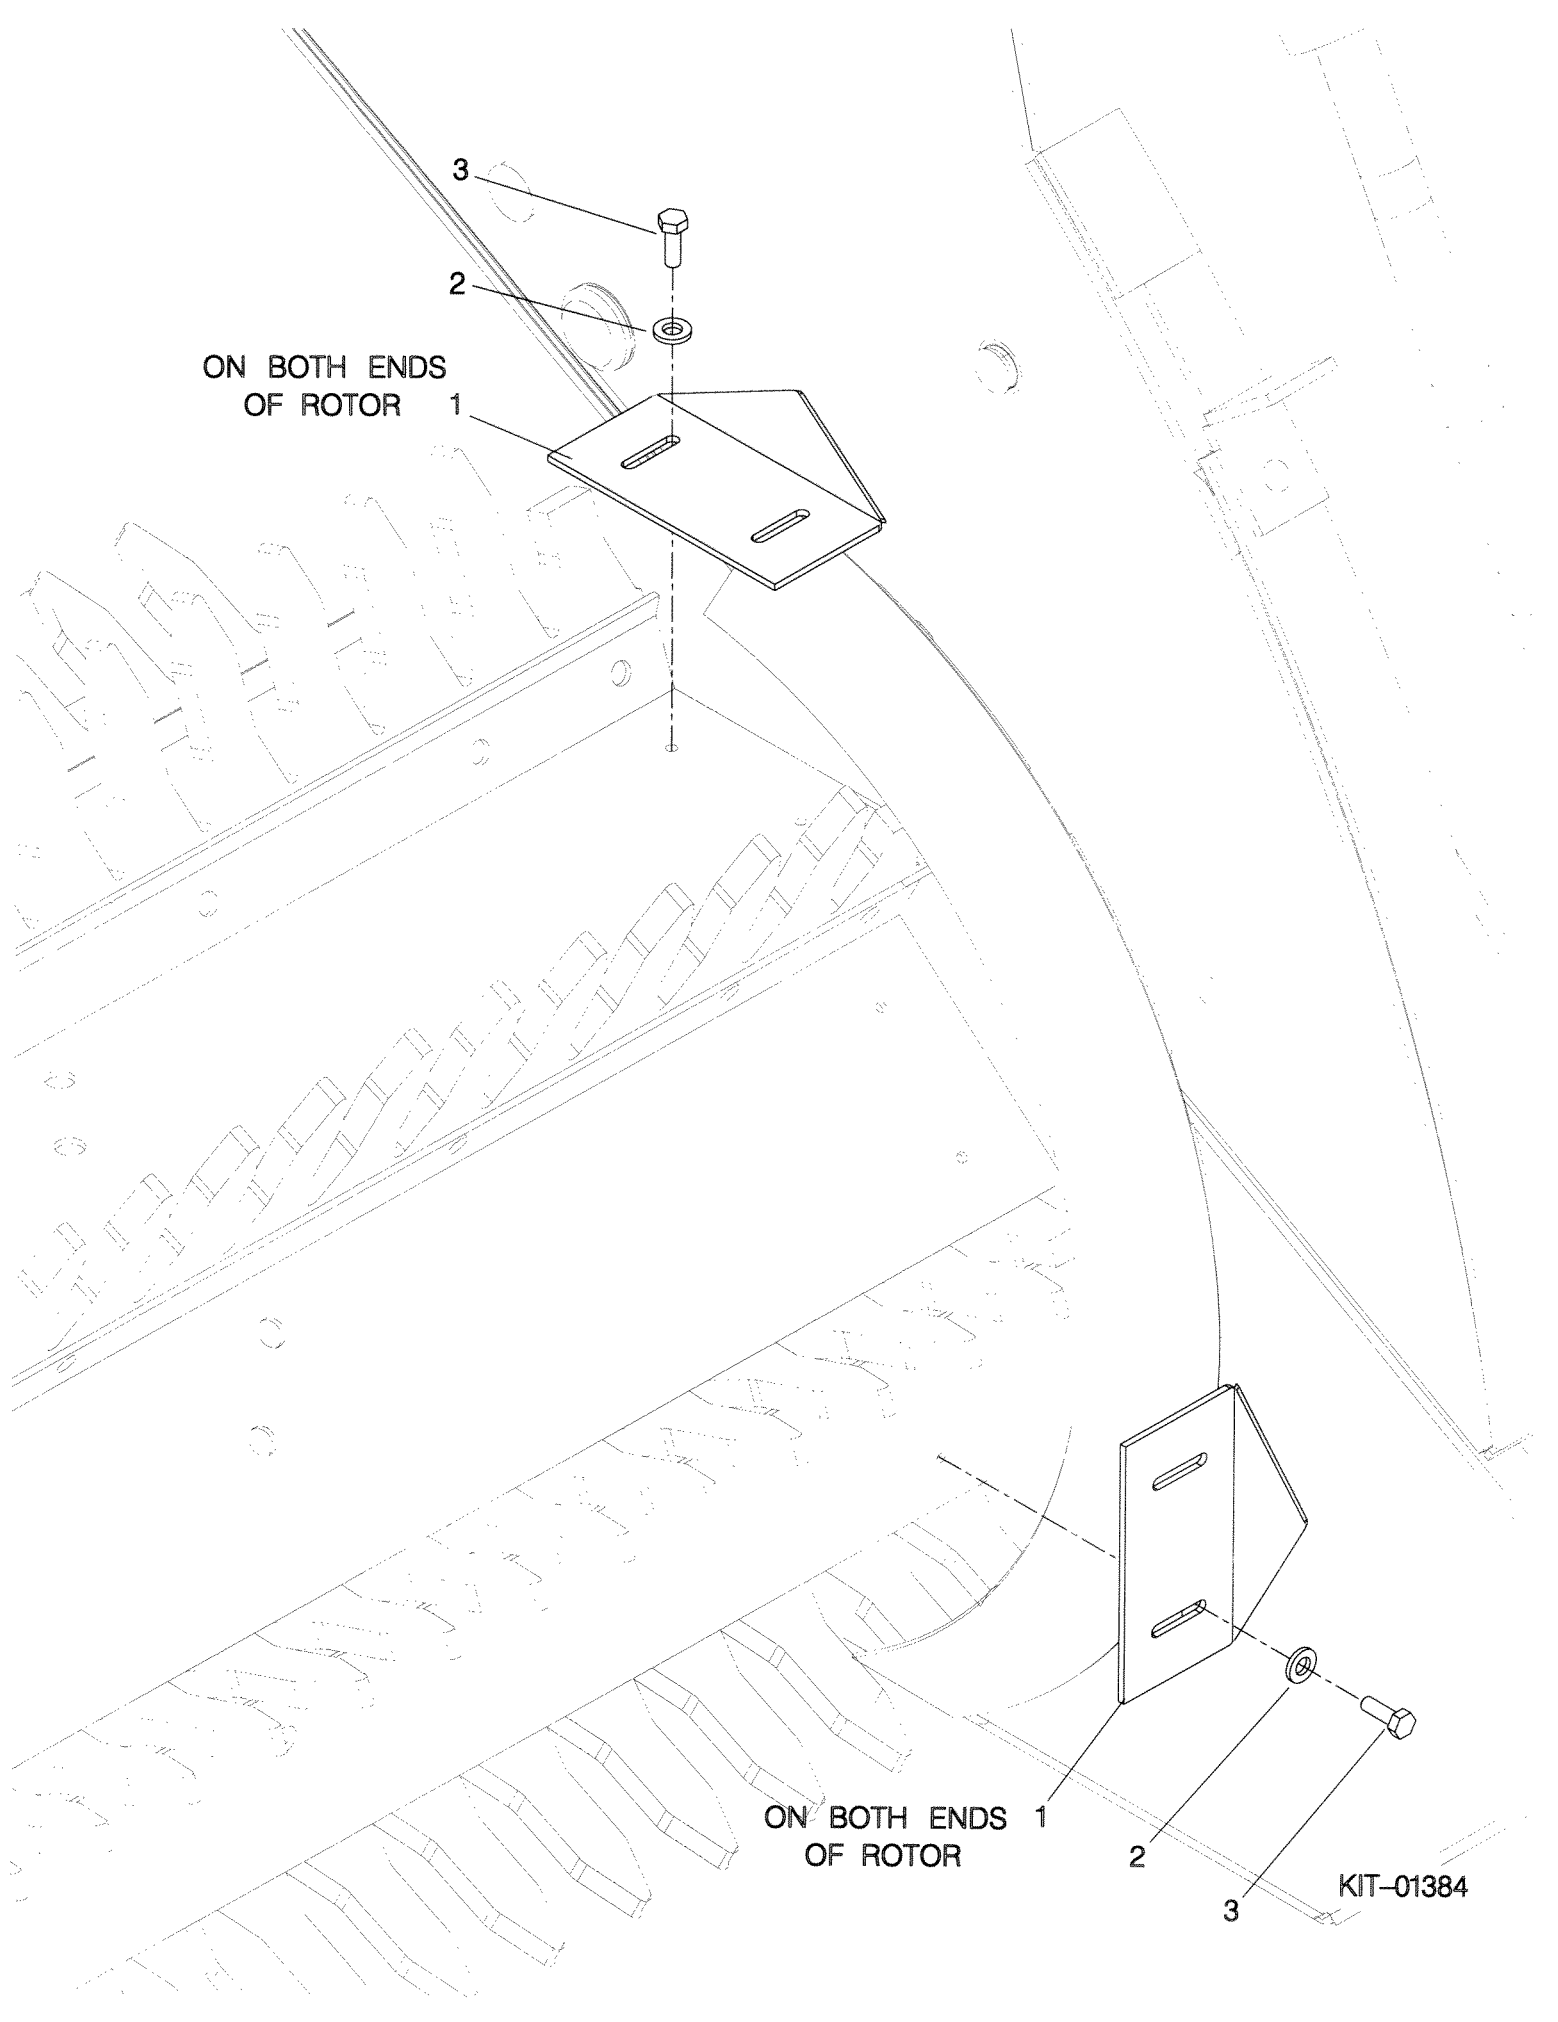 3
2
ON BOTH ENDS
OF ROTOR 1
ON BOTH ENDS 1
OF ROTOR
2
KIT-01384
3